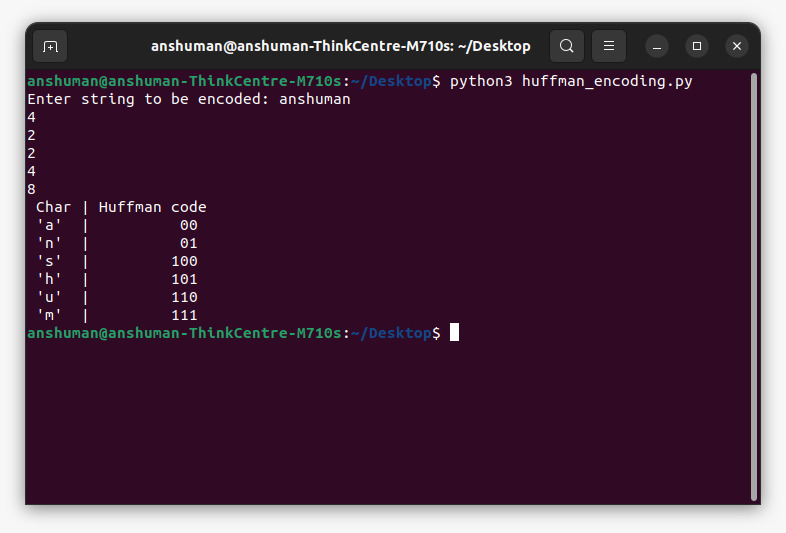 anshuman@anshuman-ThinkCentre-M710s: ~/Desktop
anshuman@anshuman-ThinkCentre-M710s:~/Desktop$ python3 huffman_encoding.py
Enter string to be encoded: anshuman
4
2
2
4
8
 Char | Huffman code
 'a'  |          00
 'n'  |          01
 's'  |         100
 'h'  |         101
 'u'  |         110
 'm'  |         111
anshuman@anshuman-ThinkCentre-M710s:~/Desktop$